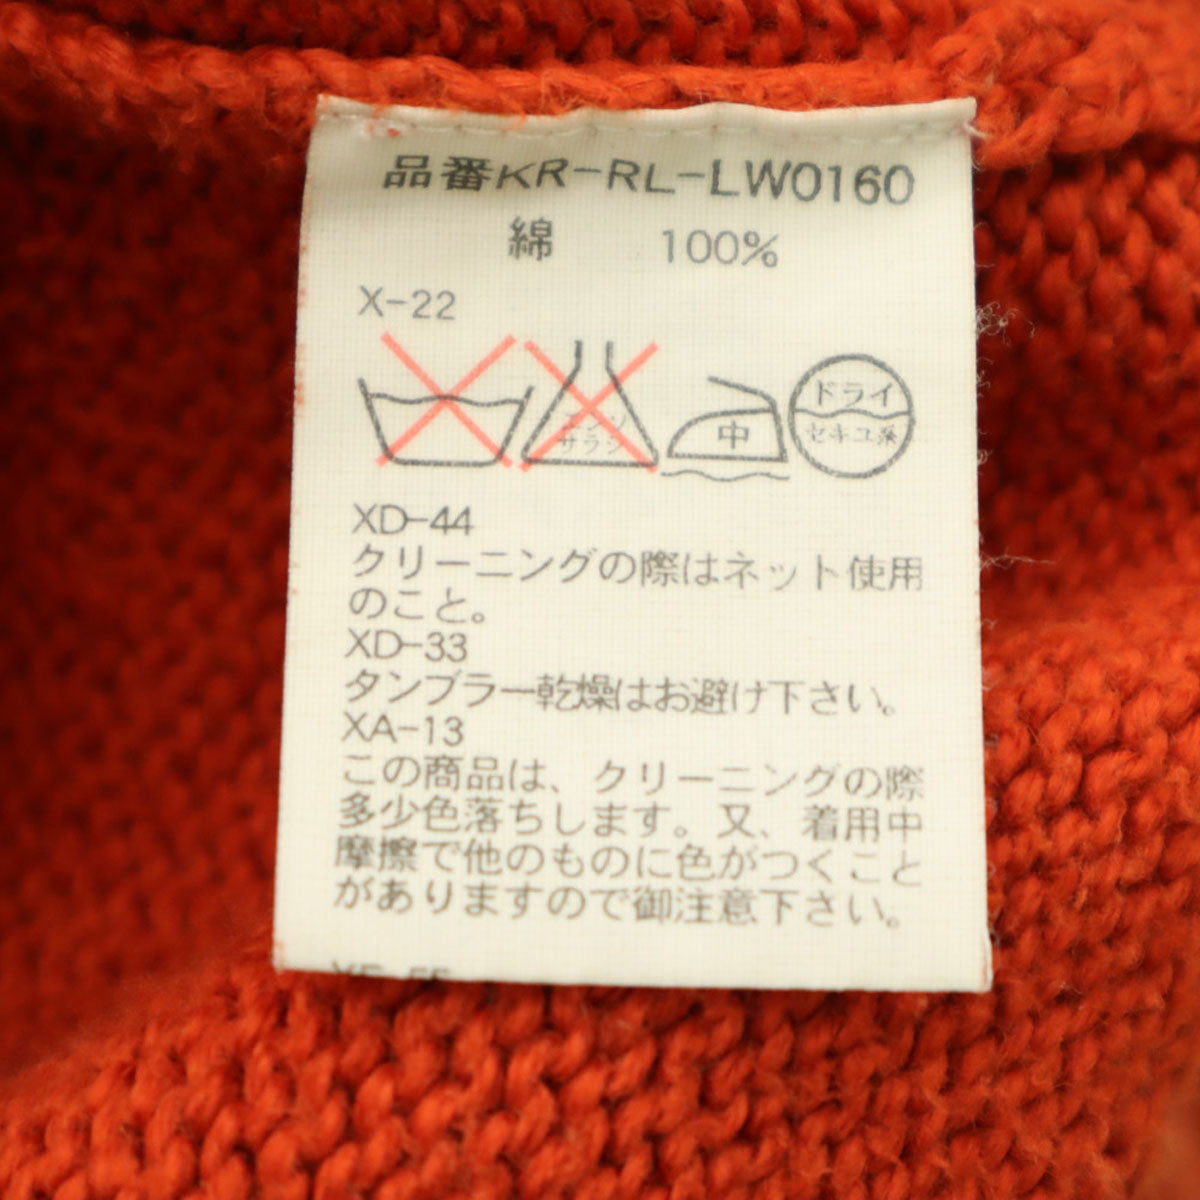 品番KR-RL-LW0160
綿 100%
X-22
エンソ
サラシ
中
ドライ
セキユ系
XD-44
クリーニングの際はネット使用
のこと。
XD-33
タンブラー乾燥はお避け下さい。
XA-13
この商品は、クリーニングの際
多少色落ちします。又、着用中
摩擦で他のものに色がつくこと
がありますので御注意下さい。